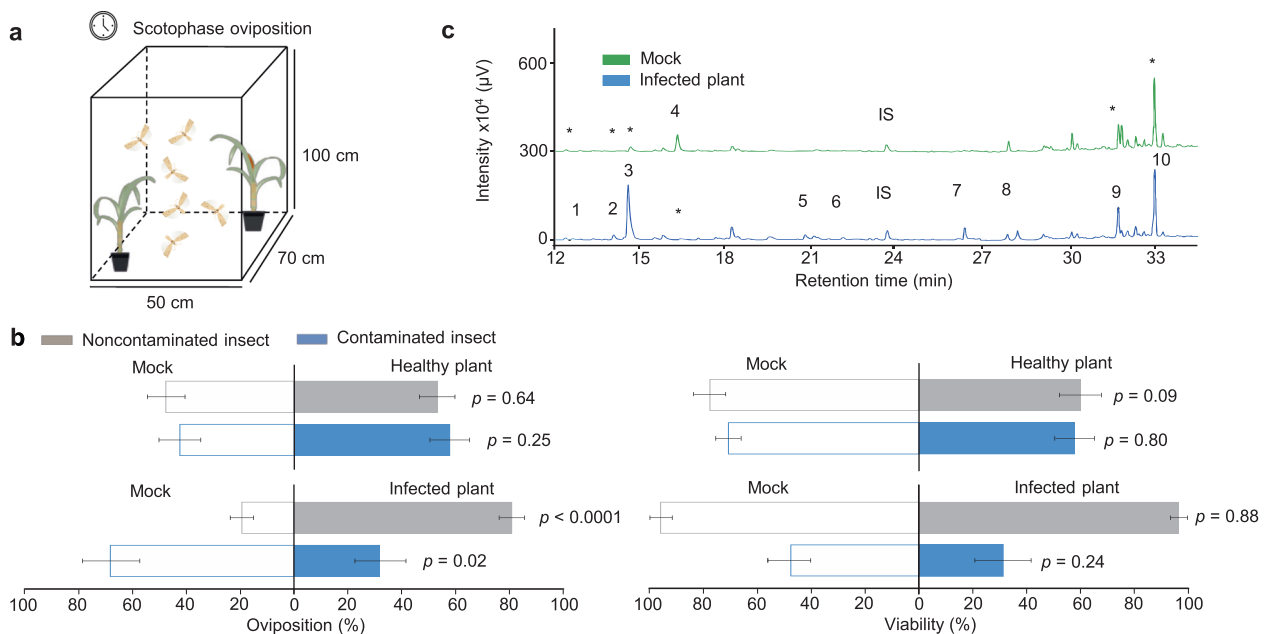 a
Scotophase oviposition
100 cm
70 cm
50 cm
c
Mock
Infected plant
Intensity x10⁴ (µV)
600
300
0
* * * 4 IS * *
1 2 3 * 5 6 IS 7 8 9 10
12 15 18 21 24 27 30 33
Retention time (min)
b
Noncontaminated insect
Contaminated insect
Mock Healthy plant
p = 0.64
p = 0.25
Mock Infected plant
p < 0.0001
p = 0.02
100 80 60 40 20 0 20 40 60 80 100
Oviposition (%)
Mock Healthy plant
p = 0.09
p = 0.80
Mock Infected plant
p = 0.88
p = 0.24
100 80 60 40 20 0 20 40 60 80 100
Viability (%)